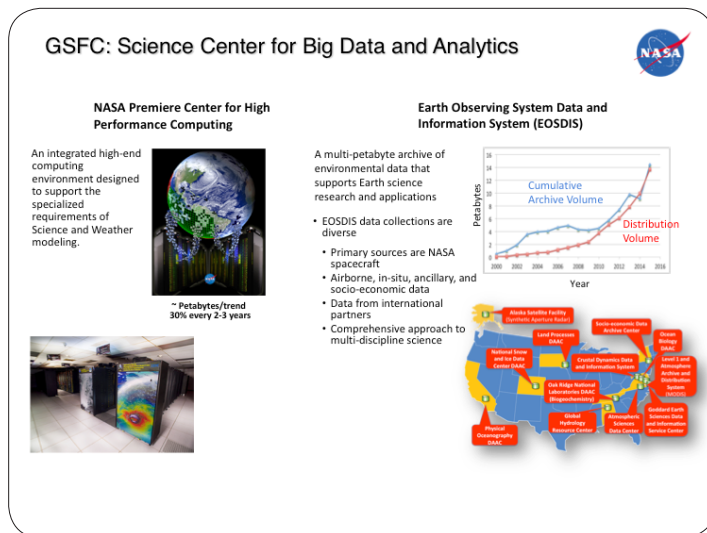 GSFC: Science Center for Big Data and Analytics
NASA
NASA Premiere Center for High
Performance Computing
An integrated high-end
computing
environment designed
to support the
specialized
requirements of
Science and Weather
modeling.
~ Petabytes/trend
30% every 2-3 years
Earth Observing System Data and
Information System (EOSDIS)
A multi-petabyte archive of
environmental data that
supports Earth science
research and applications
• EOSDIS data collections are
diverse
• Primary sources are NASA
spacecraft
• Airborne, in-situ, ancillary, and
socio-economic data
• Data from international
partners
• Comprehensive approach to
multi-discipline science
Petabytes
16
14
12
10
8
6
4
2
0
2000 2002 2004 2006 2008 2010 2012 2014 2016
Year
Cumulative
Archive Volume
Distribution
Volume
Alaska Satellite Facility
(Synthetic Aperture Radar)
Land Processes
DAAC
Socio-economic Data
Archive Center
Ocean
Biology
DAAC
National Snow
and Ice Data
Center DAAC
Crustal Dynamics Data
and Information System
Level 1 and
Atmosphere
Archive and
Distribution
System
(MODIS)
Oak Ridge National
Laboratories DAAC
(Biogeochemistry)
Physical
Oceanography
DAAC
Global
Hydrology
Resource Center
Atmospheric
Sciences
Data Center
Goddard Earth
Sciences Data
and Information
Service Center